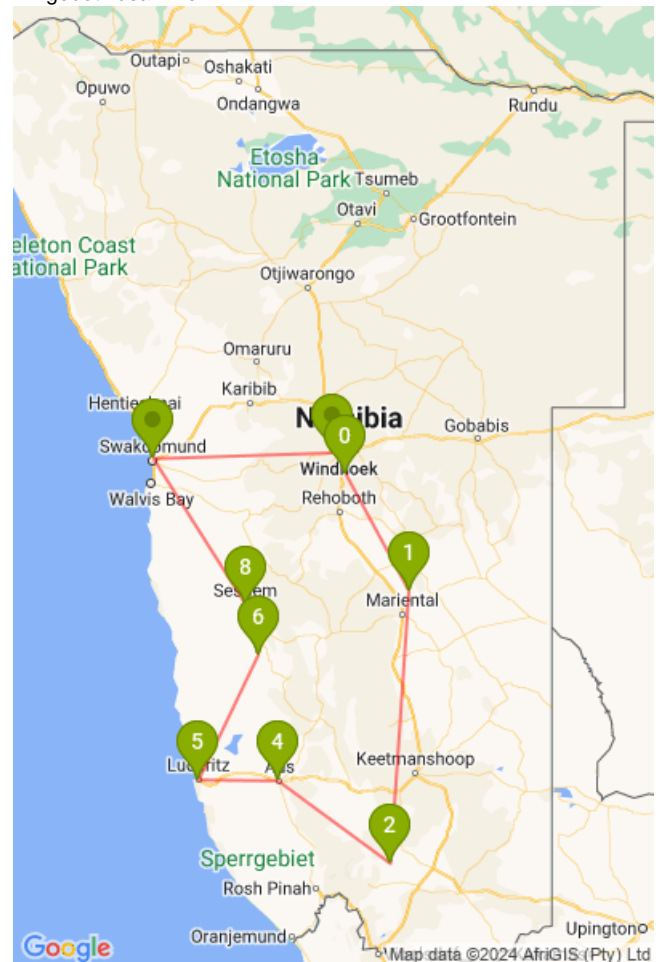 Outapi
Oshakati
Opuwo
Ondangwa
Rundu
Etosha
National Park
Tsumeb
Otavi
Grootfontein
eleton Coast
ational Park
Otjiwarongo
Omaruru
Karibib
Gobabis
0
Windhoek
Walvis Bay
Rehoboth
1
8
Mariental
6
5
4
Keetmanshoop
2
Sperrgebiet
Rosh Pinah
Oranjemund
Upington
Google
Map data ©2024 AfriGIS (Pty) Ltd